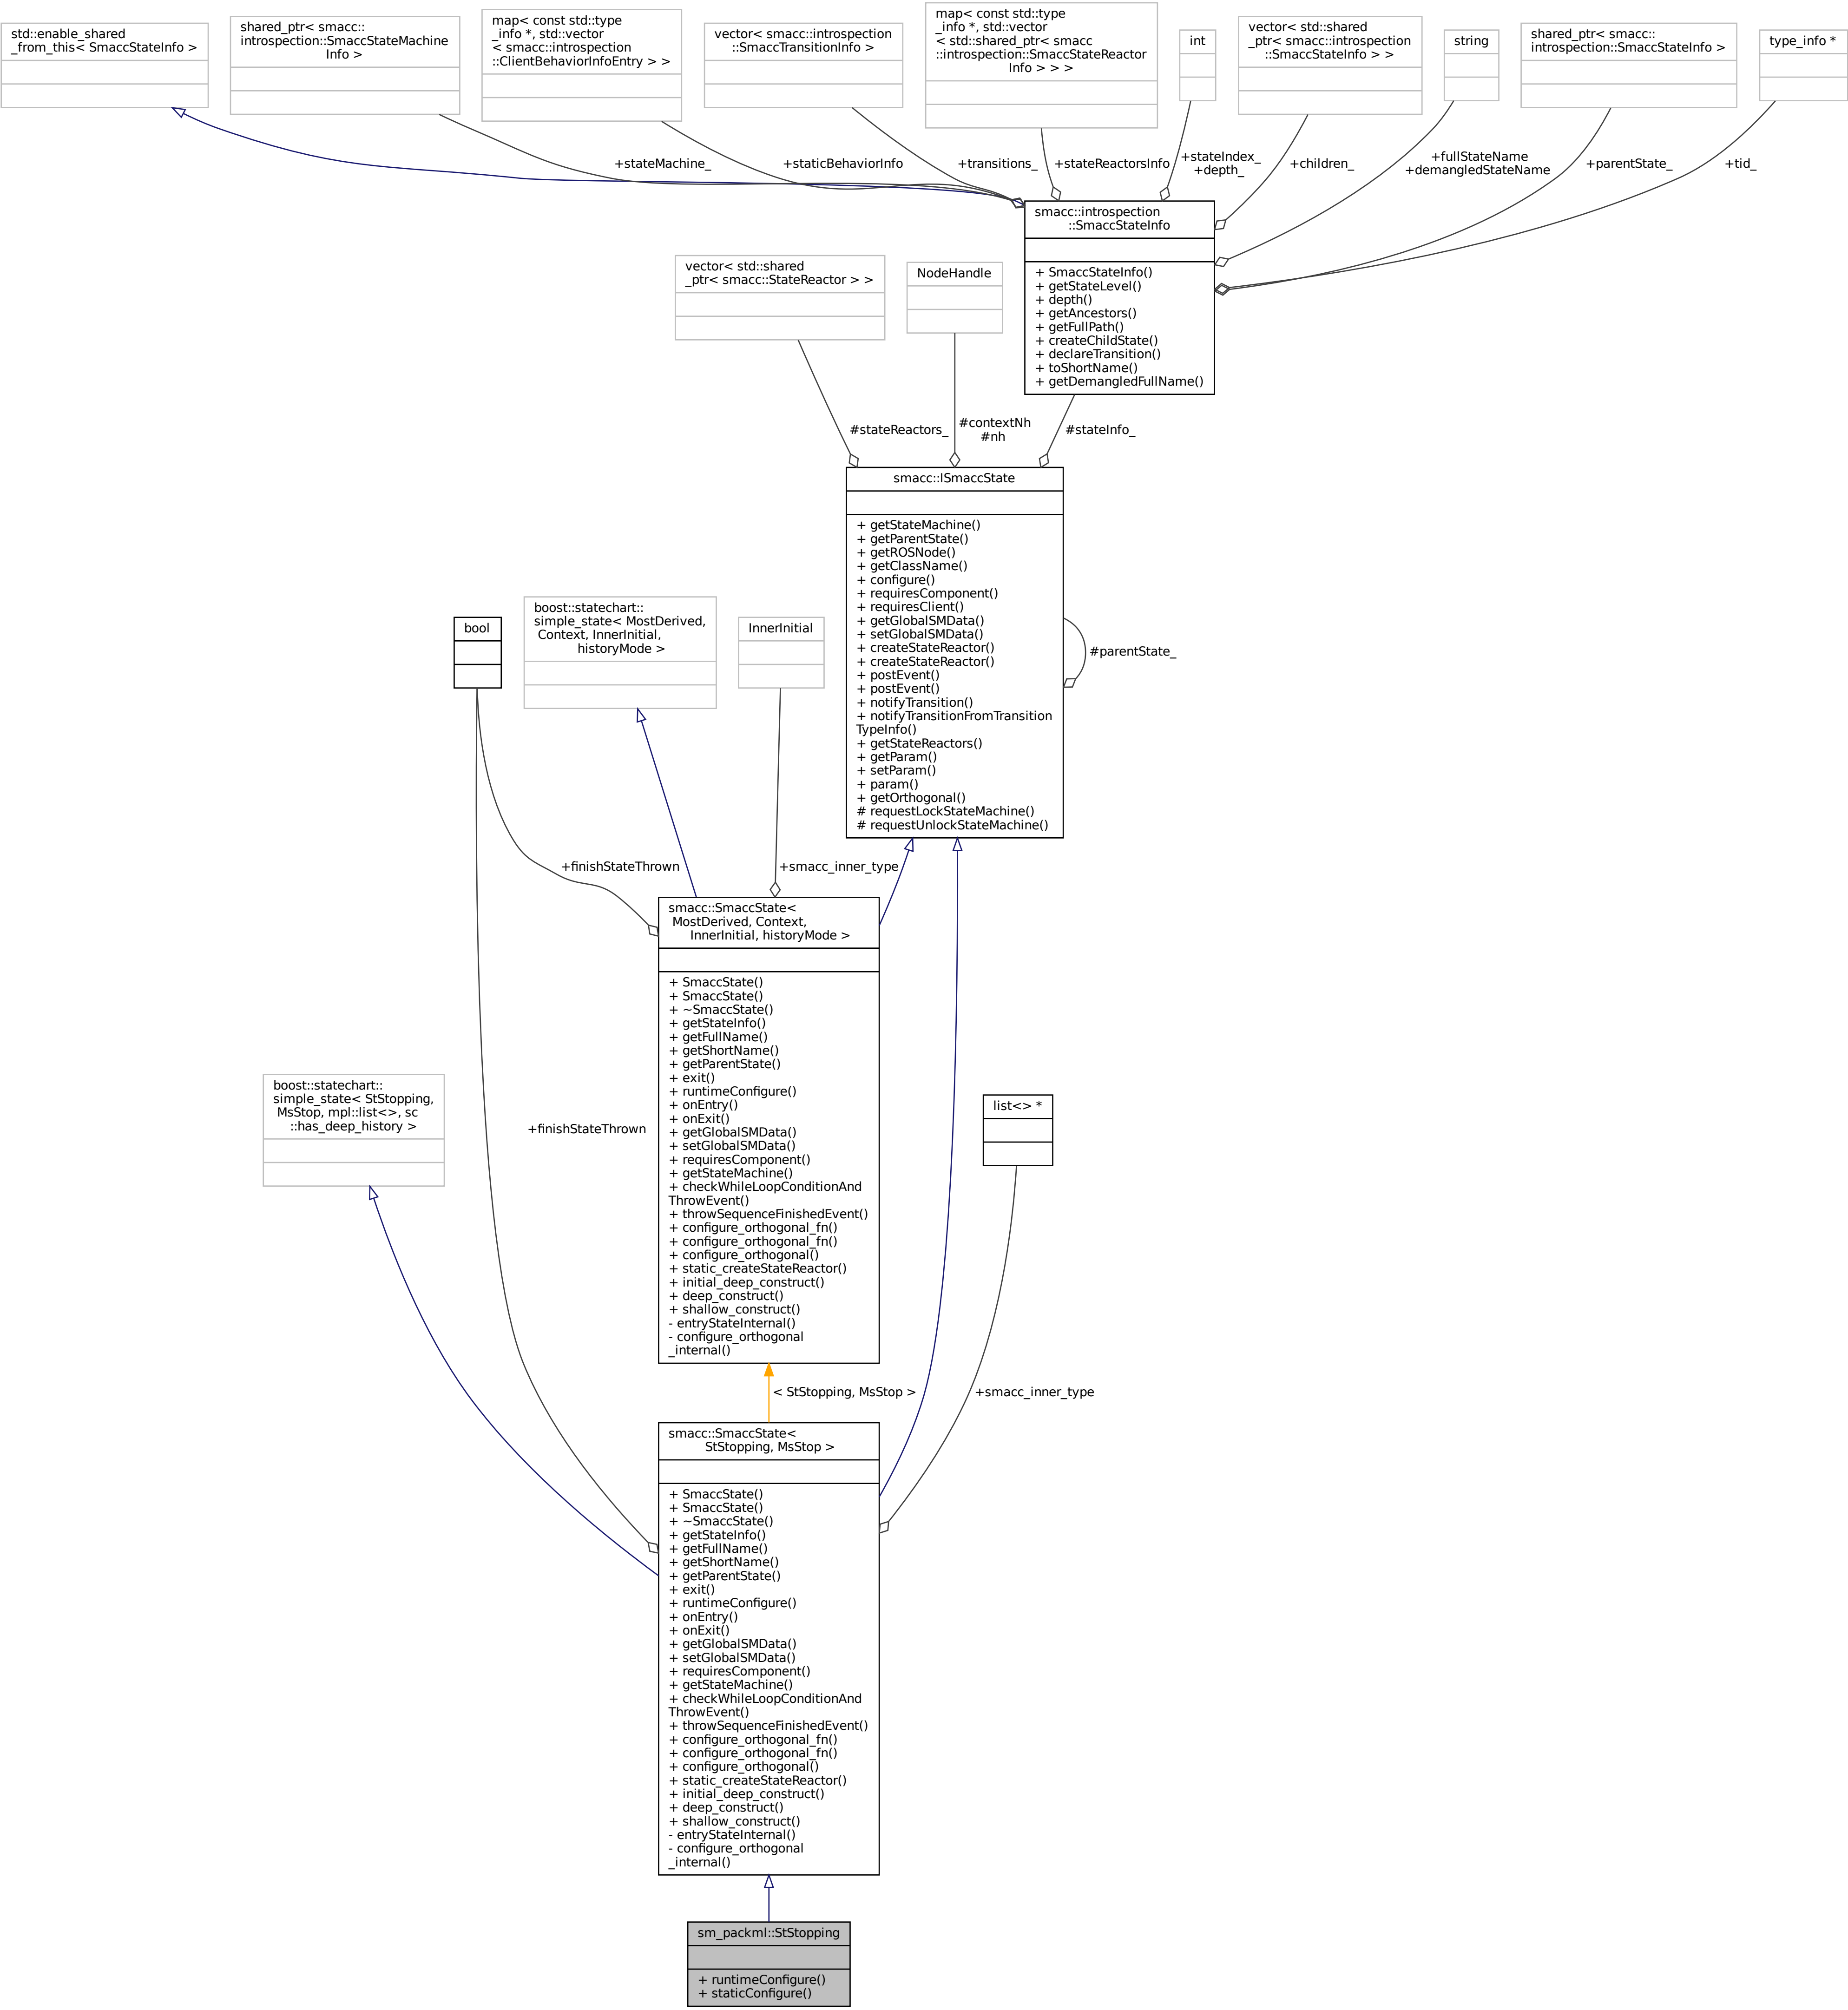 std::enable_shared
_from_this< SmaccStateInfo >
shared_ptr< smacc::
introspection::SmaccStateMachine
Info >
map< const std::type
_info *, std::vector
< smacc::introspection
::ClientBehaviorInfoEntry > >
vector< smacc::introspection
::SmaccTransitionInfo >
map< const std::type
_info *, std::vector
< std::shared_ptr< smacc
::introspection::SmaccStateReactor
Info > > >
int
vector< std::shared
_ptr< smacc::introspection
::SmaccStateInfo > >
string
shared_ptr< smacc::
introspection::SmaccStateInfo >
type_info *
+stateMachine_
+staticBehaviorInfo
+transitions_
+stateReactorsInfo
+stateIndex_
+depth_
+children_
+fullStateName
+demangledStateName
+parentState_
+tid_
smacc::introspection
::SmaccStateInfo
+ SmaccStateInfo()
+ getStateLevel()
+ depth()
+ getAncestors()
+ getFullPath()
+ createChildState()
+ declareTransition()
+ toShortName()
+ getDemangledFullName()
vector< std::shared
_ptr< smacc::StateReactor > >
NodeHandle
#stateReactors_
#contextNh
#nh
#stateInfo_
smacc::ISmaccState
+ getStateMachine()
+ getParentState()
+ getROSNode()
+ getClassName()
+ configure()
+ requiresComponent()
+ requiresClient()
+ getGlobalSMData()
+ setGlobalSMData()
+ createStateReactor()
+ createStateReactor()
+ postEvent()
+ postEvent()
+ notifyTransition()
+ notifyTransitionFromTransition
TypeInfo()
+ getStateReactors()
+ getParam()
+ setParam()
+ param()
+ getOrthogonal()
# requestLockStateMachine()
# requestUnlockStateMachine()
#parentState_
bool
boost::statechart::
simple_state< MostDerived,
Context, InnerInitial,
historyMode >
InnerInitial
+finishStateThrown
+smacc_inner_type
smacc::SmaccState<
MostDerived, Context,
InnerInitial, historyMode >
+ SmaccState()
+ SmaccState()
+ ~SmaccState()
+ getStateInfo()
+ getFullName()
+ getShortName()
+ getParentState()
+ exit()
+ runtimeConfigure()
+ onEntry()
+ onExit()
+ getGlobalSMData()
+ setGlobalSMData()
+ requiresComponent()
+ getStateMachine()
+ checkWhileLoopConditionAnd
ThrowEvent()
+ throwSequenceFinishedEvent()
+ configure_orthogonal_fn()
+ configure_orthogonal_fn()
+ configure_orthogonal()
+ static_createStateReactor()
+ initial_deep_construct()
+ deep_construct()
+ shallow_construct()
- entryStateInternal()
- configure_orthogonal
_internal()
boost::statechart::
simple_state< StStopping,
MsStop, mpl::list<>, sc
::has_deep_history >
+finishStateThrown
list<> *
< StStopping, MsStop >
+smacc_inner_type
smacc::SmaccState<
StStopping, MsStop >
+ SmaccState()
+ SmaccState()
+ ~SmaccState()
+ getStateInfo()
+ getFullName()
+ getShortName()
+ getParentState()
+ exit()
+ runtimeConfigure()
+ onEntry()
+ onExit()
+ getGlobalSMData()
+ setGlobalSMData()
+ requiresComponent()
+ getStateMachine()
+ checkWhileLoopConditionAnd
ThrowEvent()
+ throwSequenceFinishedEvent()
+ configure_orthogonal_fn()
+ configure_orthogonal_fn()
+ configure_orthogonal()
+ static_createStateReactor()
+ initial_deep_construct()
+ deep_construct()
+ shallow_construct()
- entryStateInternal()
- configure_orthogonal
_internal()
sm_packml::StStopping
+ runtimeConfigure()
+ staticConfigure()